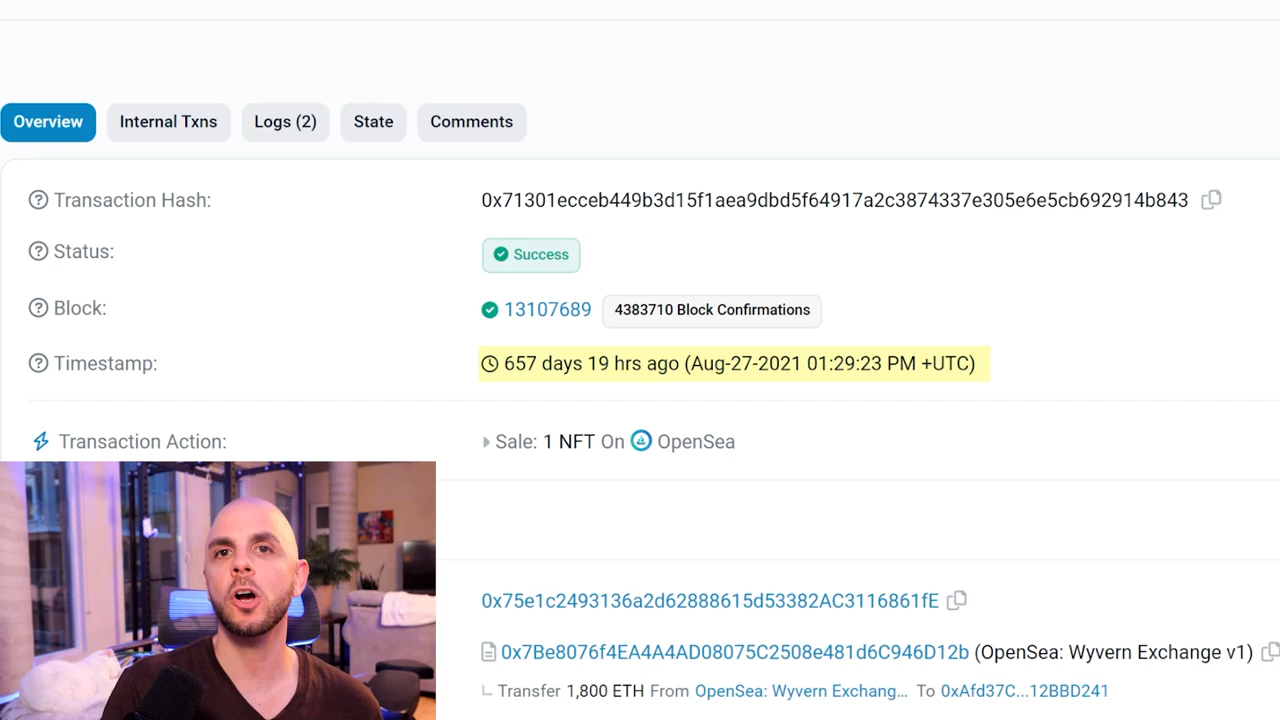 Overview Internal Txns Logs (2) State Comments
Transaction Hash: 0x71301ecceb449b3d15f1aea9dbd5f64917a2c3874337e305e6e5cb692914b843
Status: Success
Block: 13107689 4383710 Block Confirmations
Timestamp: 657 days 19 hrs ago (Aug-27-2021 01:29:23 PM +UTC)
Transaction Action: Sale: 1 NFT On OpenSea
0x75e1c2493136a2d62888615d53382AC3116861fE
0x7Be8076f4EA4A4AD08075C2508e481d6C946D12b (OpenSea: Wyvern Exchange v1)
Transfer 1,800 ETH From OpenSea: Wyvern Exchang... To 0xAfd37C...12BBD241